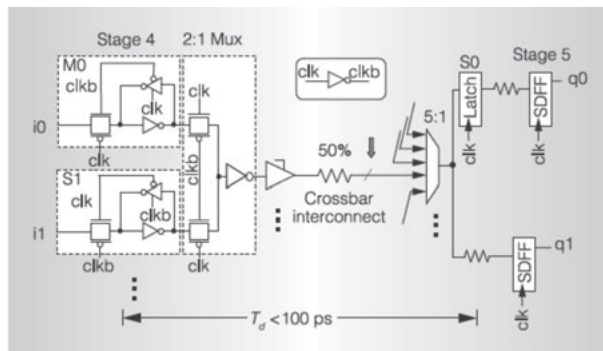 Stage 4
2:1 Mux
M0
clkb
clk
i0
clk
clk
clkb
S1
clk
clkb
i1
clkb
clk
clk
clkb
50%
Crossbar
interconnect
5:1
S0
Latch
clk
Stage 5
SDFF
q0
clk
SDFF
q1
clk
T_d <100 ps